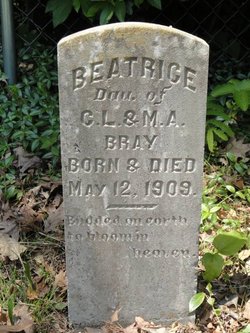 BEATRICE
Dau. of
C. L. & M. A.
BRAY
BORN & DIED
MAY 12, 1909.
Budded on earth
to bloom in
heaven.